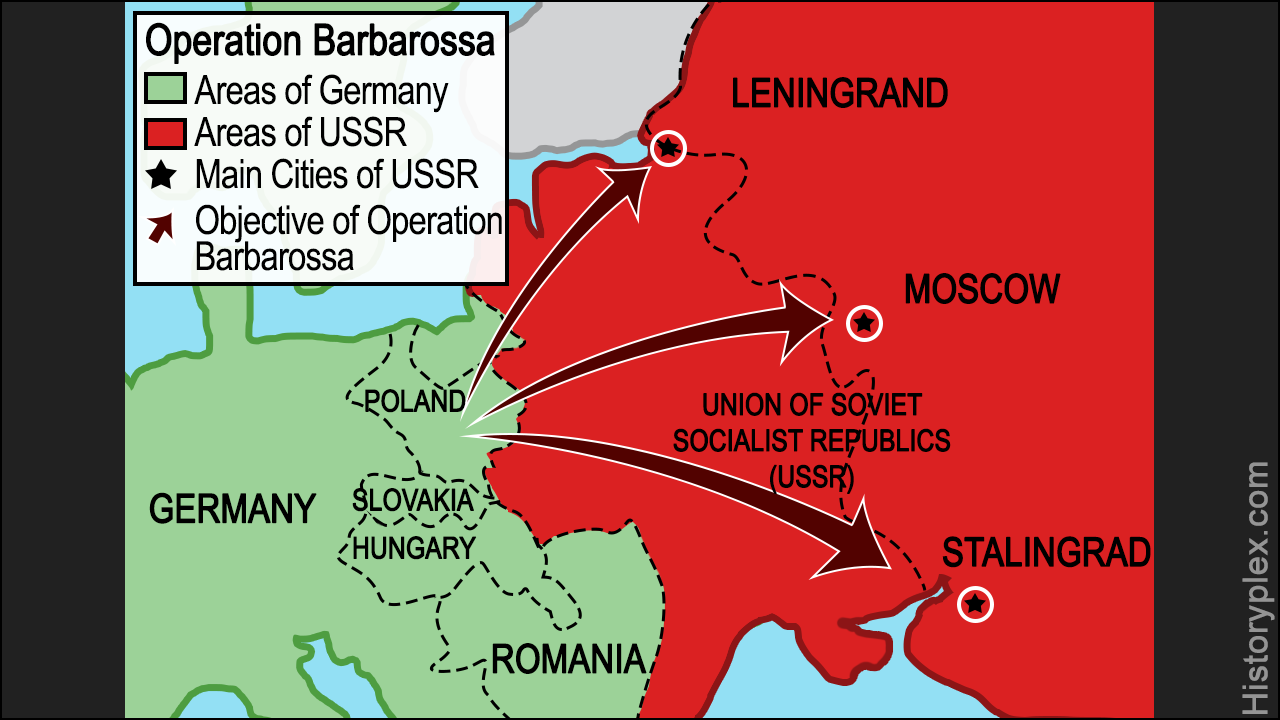 Operation Barbarossa
Areas of Germany
Areas of USSR
Main Cities of USSR
Objective of Operation
Barbarossa
LENINGRAND
MOSCOW
POLAND
UNION OF SOVIET
SOCIALIST REPUBLICS
(USSR)
GERMANY
SLOVAKIA
HUNGARY
STALINGRAD
ROMANIA
Historyplex.com